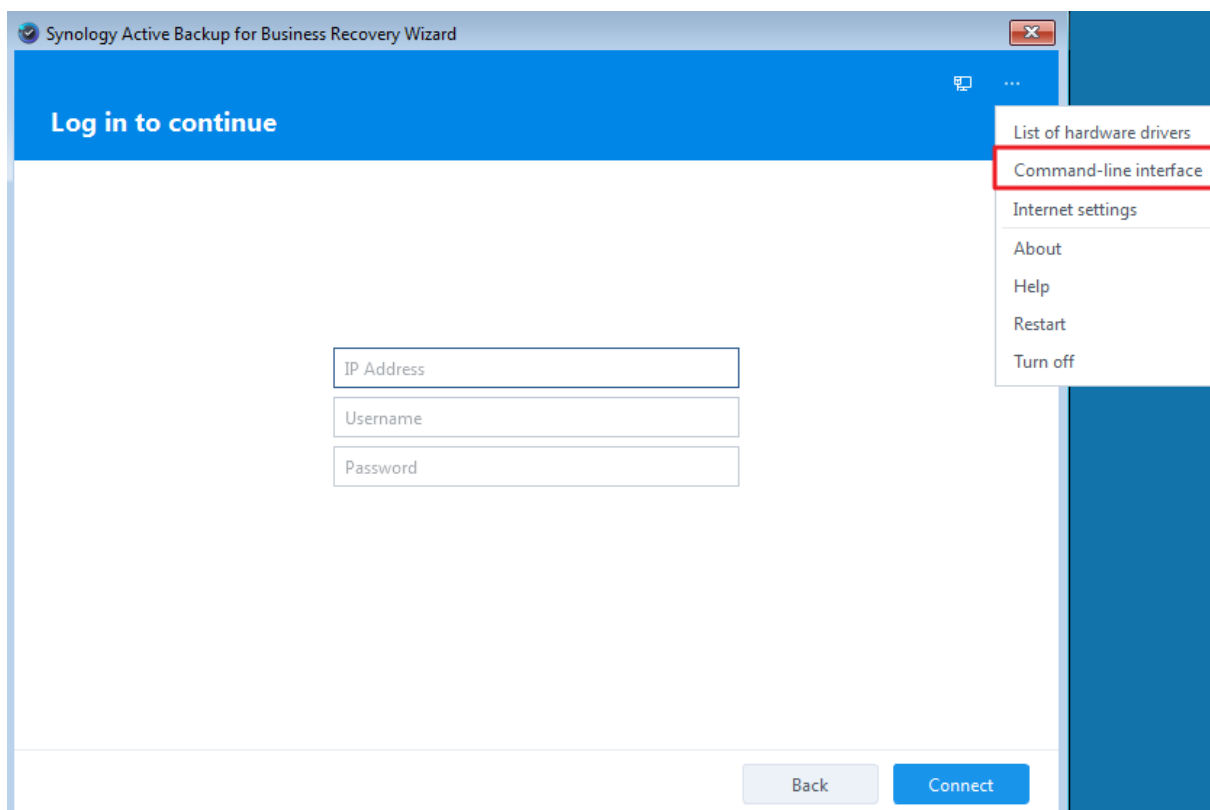 Synology Active Backup for Business Recovery Wizard
...
Log in to continue
List of hardware drivers
Command-line interface
Internet settings
About
Help
Restart
Turn off
IP Address
Username
Password
Back
Connect